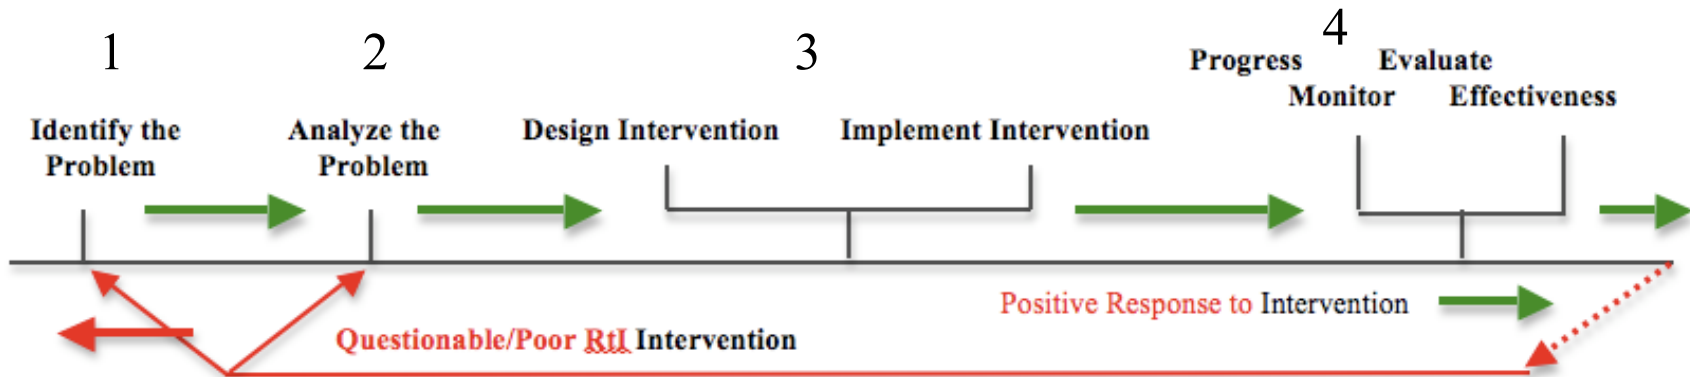 1
2
3
4
Identify the
Problem
Analyze the
Problem
Design Intervention
Implement Intervention
Progress
Monitor
Evaluate
Effectiveness
Positive Response to Intervention
Questionable/Poor RtI Intervention